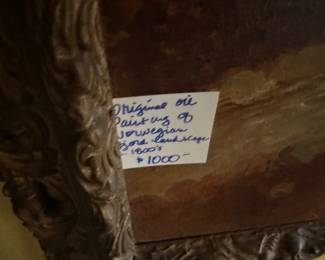 Original oil
Painting of
Norwegian
fjord landscape
1800's
$1000-